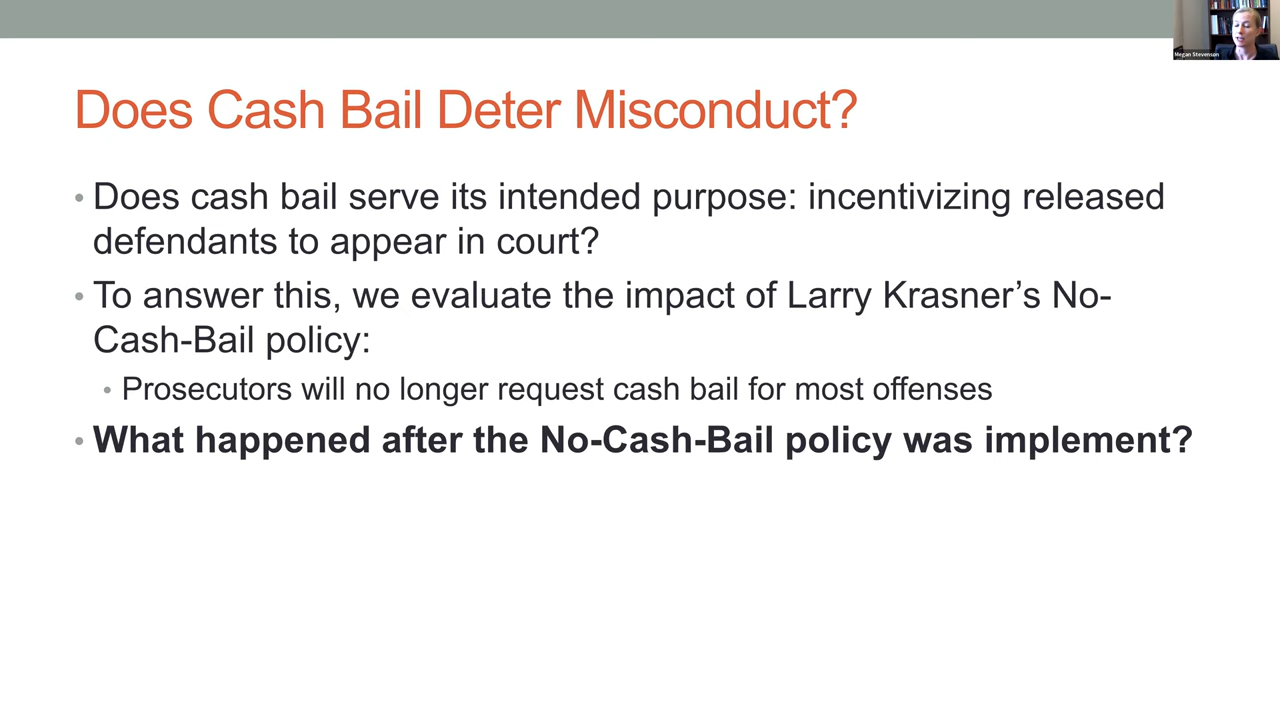 Megan Stevenson
Does Cash Bail Deter Misconduct?
• Does cash bail serve its intended purpose: incentivizing released
defendants to appear in court?
• To answer this, we evaluate the impact of Larry Krasner’s No-
Cash-Bail policy:
• Prosecutors will no longer request cash bail for most offenses
• What happened after the No-Cash-Bail policy was implement?